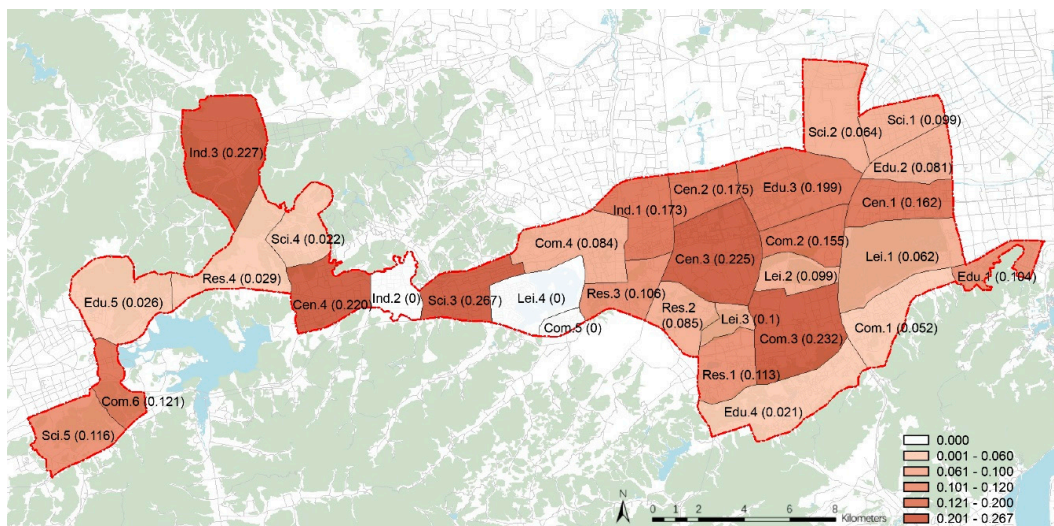 Sci.1 (0.099)
Sci.2 (0.064)
Ind.3 (0.227)
Edu.2 (0.081)
Cen.2 (0.175)
Edu.3 (0.199)
Cen.1 (0.162)
Ind.1 (0.173)
Sci.4 (0.022)
Com.4 (0.084)
Com.2 (0.155)
Lei.1 (0.062)
Cen.3 (0.225)
Res.4 (0.029)
Lei.2 (0.099)
Edu.1 (0.104)
Edu.5 (0.026)
Cen.4 (0.220)
Ind.2 (0)
Sci.3 (0.267)
Lei.4 (0)
Res.3 (0.106)
Res.2
(0.085)
Lei.3 (0.1)
Com.5 (0)
Com.3 (0.232)
Com.1 (0.052)
Res.1 (0.113)
Com.6 (0.121)
Edu.4 (0.021)
Sci.5 (0.116)
0.000
0.001 - 0.060
0.061 - 0.100
0.101 - 0.120
0.121 - 0.200
0.201 - 0.267
N
0 1 2 4 6 8
Kilometers